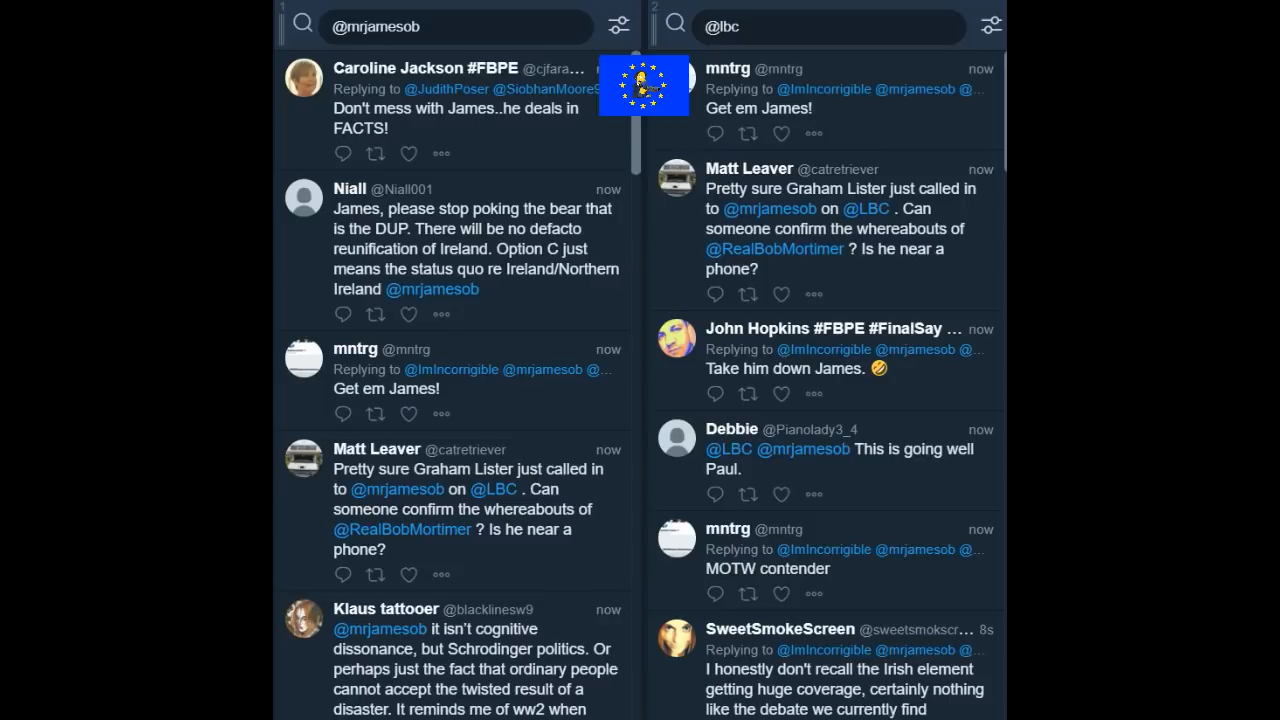 1
@mrjamesob
Caroline Jackson #FBPE @cjfara...
Replying to @JudithPoser @SiobhanMoore9
Don't mess with James..he deals in
FACTS!
Niall @Niall001 now
James, please stop poking the bear that
is the DUP. There will be no defacto
reunification of Ireland. Option C just
means the status quo re Ireland/Northern
Ireland @mrjamesob
mntrg @mntrg now
Replying to @ImIncorrigible @mrjamesob @...
Get em James!
Matt Leaver @catretriever now
Pretty sure Graham Lister just called in
to @mrjamesob on @LBC . Can
someone confirm the whereabouts of
@RealBobMortimer ? Is he near a
phone?
Klaus tattooer @blacklinesw9 now
@mrjamesob it isn’t cognitive
dissonance, but Schrodinger politics. Or
perhaps just the fact that ordinary people
cannot accept the twisted result of a
disaster. It reminds me of ww2 when
2
@lbc
mntrg @mntrg now
Replying to @ImIncorrigible @mrjamesob @...
Get em James!
Matt Leaver @catretriever now
Pretty sure Graham Lister just called in
to @mrjamesob on @LBC . Can
someone confirm the whereabouts of
@RealBobMortimer ? Is he near a
phone?
John Hopkins #FBPE #FinalSay ... now
Replying to @ImIncorrigible @mrjamesob @...
Take him down James. 🤣
Debbie @Pianolady3_4 now
@LBC @mrjamesob This is going well
Paul.
mntrg @mntrg now
Replying to @ImIncorrigible @mrjamesob @...
MOTW contender
SweetSmokeScreen @sweetsmokscr... 8s
Replying to @ImIncorrigible @mrjamesob @...
I honestly don't recall the Irish element
getting huge coverage, certainly nothing
like the debate we currently find